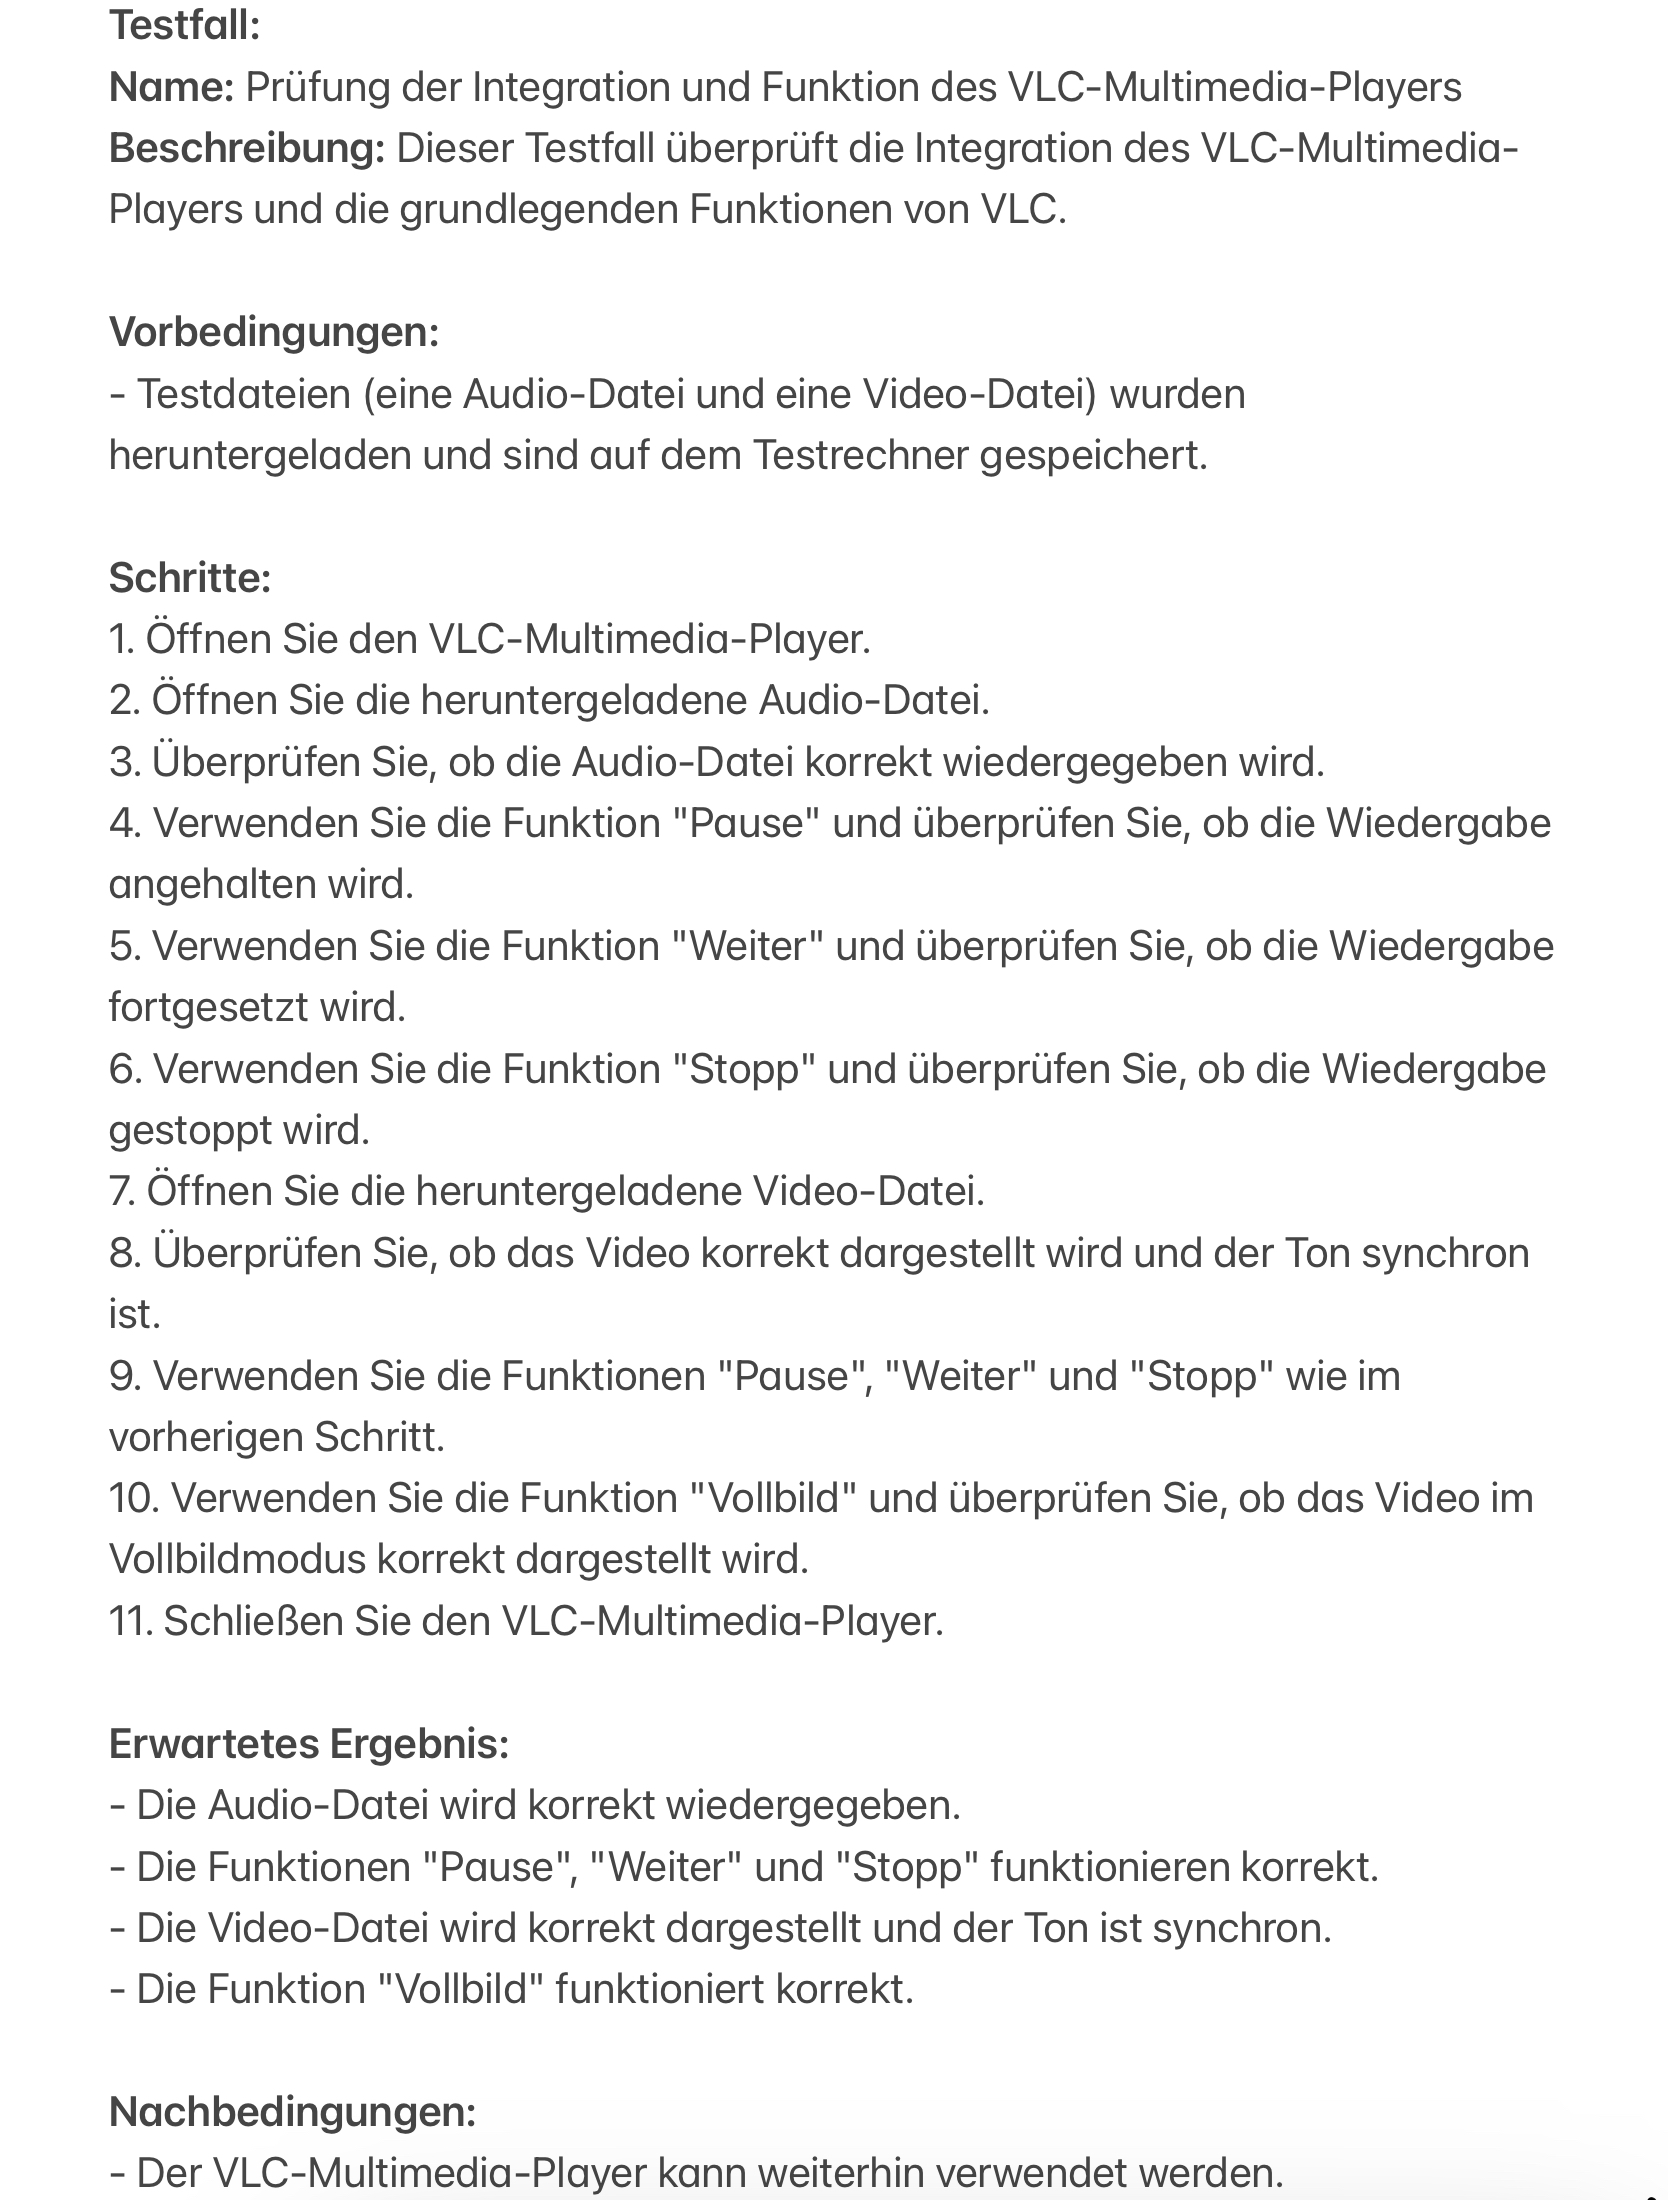 Testfall:
Name: Prüfung der Integration und Funktion des VLC-Multimedia-Players
Beschreibung: Dieser Testfall überprüft die Integration des VLC-Multimedia-
Players und die grundlegenden Funktionen von VLC.
Vorbedingungen:
- Testdateien (eine Audio-Datei und eine Video-Datei) wurden
heruntergeladen und sind auf dem Testrechner gespeichert.
Schritte:
1. Öffnen Sie den VLC-Multimedia-Player.
2. Öffnen Sie die heruntergeladene Audio-Datei.
3. Überprüfen Sie, ob die Audio-Datei korrekt wiedergegeben wird.
4. Verwenden Sie die Funktion "Pause" und überprüfen Sie, ob die Wiedergabe
angehalten wird.
5. Verwenden Sie die Funktion "Weiter" und überprüfen Sie, ob die Wiedergabe
fortgesetzt wird.
6. Verwenden Sie die Funktion "Stopp" und überprüfen Sie, ob die Wiedergabe
gestoppt wird.
7. Öffnen Sie die heruntergeladene Video-Datei.
8. Überprüfen Sie, ob das Video korrekt dargestellt wird und der Ton synchron
ist.
9. Verwenden Sie die Funktionen "Pause", "Weiter" und "Stopp" wie im
vorherigen Schritt.
10. Verwenden Sie die Funktion "Vollbild" und überprüfen Sie, ob das Video im
Vollbildmodus korrekt dargestellt wird.
11. Schließen Sie den VLC-Multimedia-Player.
Erwartetes Ergebnis:
- Die Audio-Datei wird korrekt wiedergegeben.
- Die Funktionen "Pause", "Weiter" und "Stopp" funktionieren korrekt.
- Die Video-Datei wird korrekt dargestellt und der Ton ist synchron.
- Die Funktion "Vollbild" funktioniert korrekt.
Nachbedingungen:
- Der VLC-Multimedia-Player kann weiterhin verwendet werden.